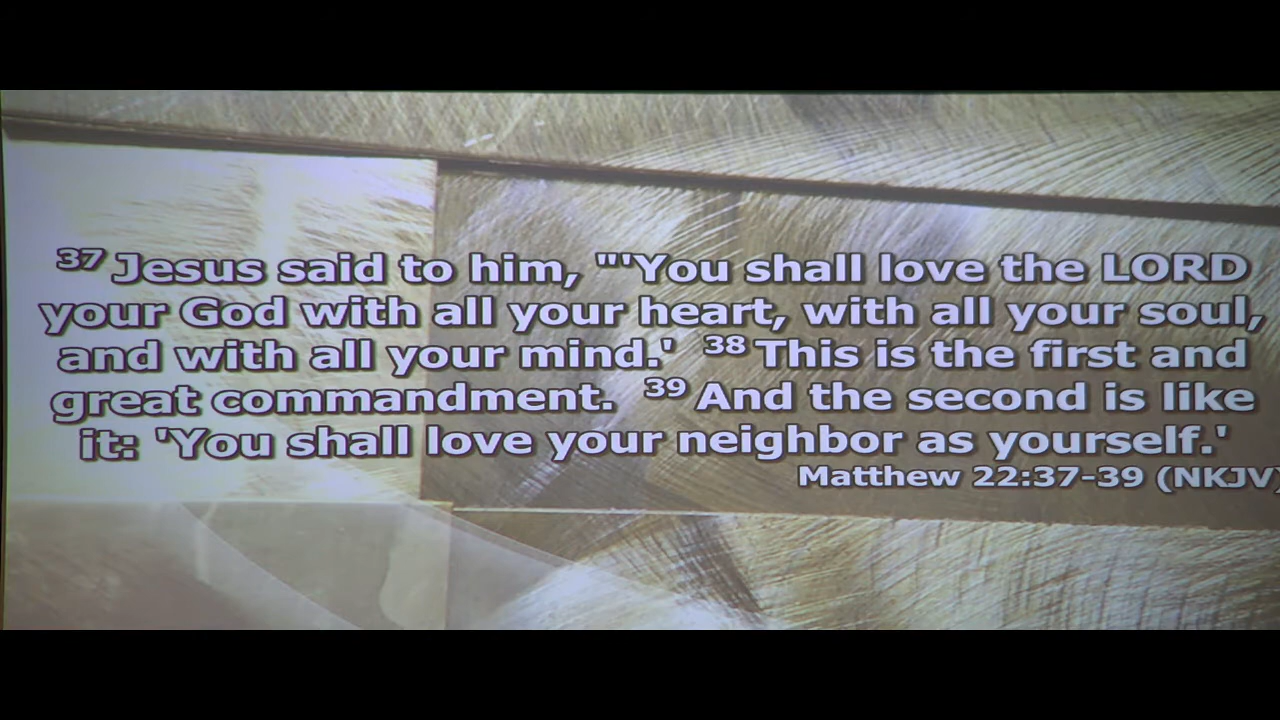 37 Jesus said to him, "'You shall love the LORD
your God with all your heart, with all your soul,
and with all your mind.' 38 This is the first and
great commandment. 39 And the second is like
it: 'You shall love your neighbor as yourself.'
Matthew 22:37-39 (NKJV)